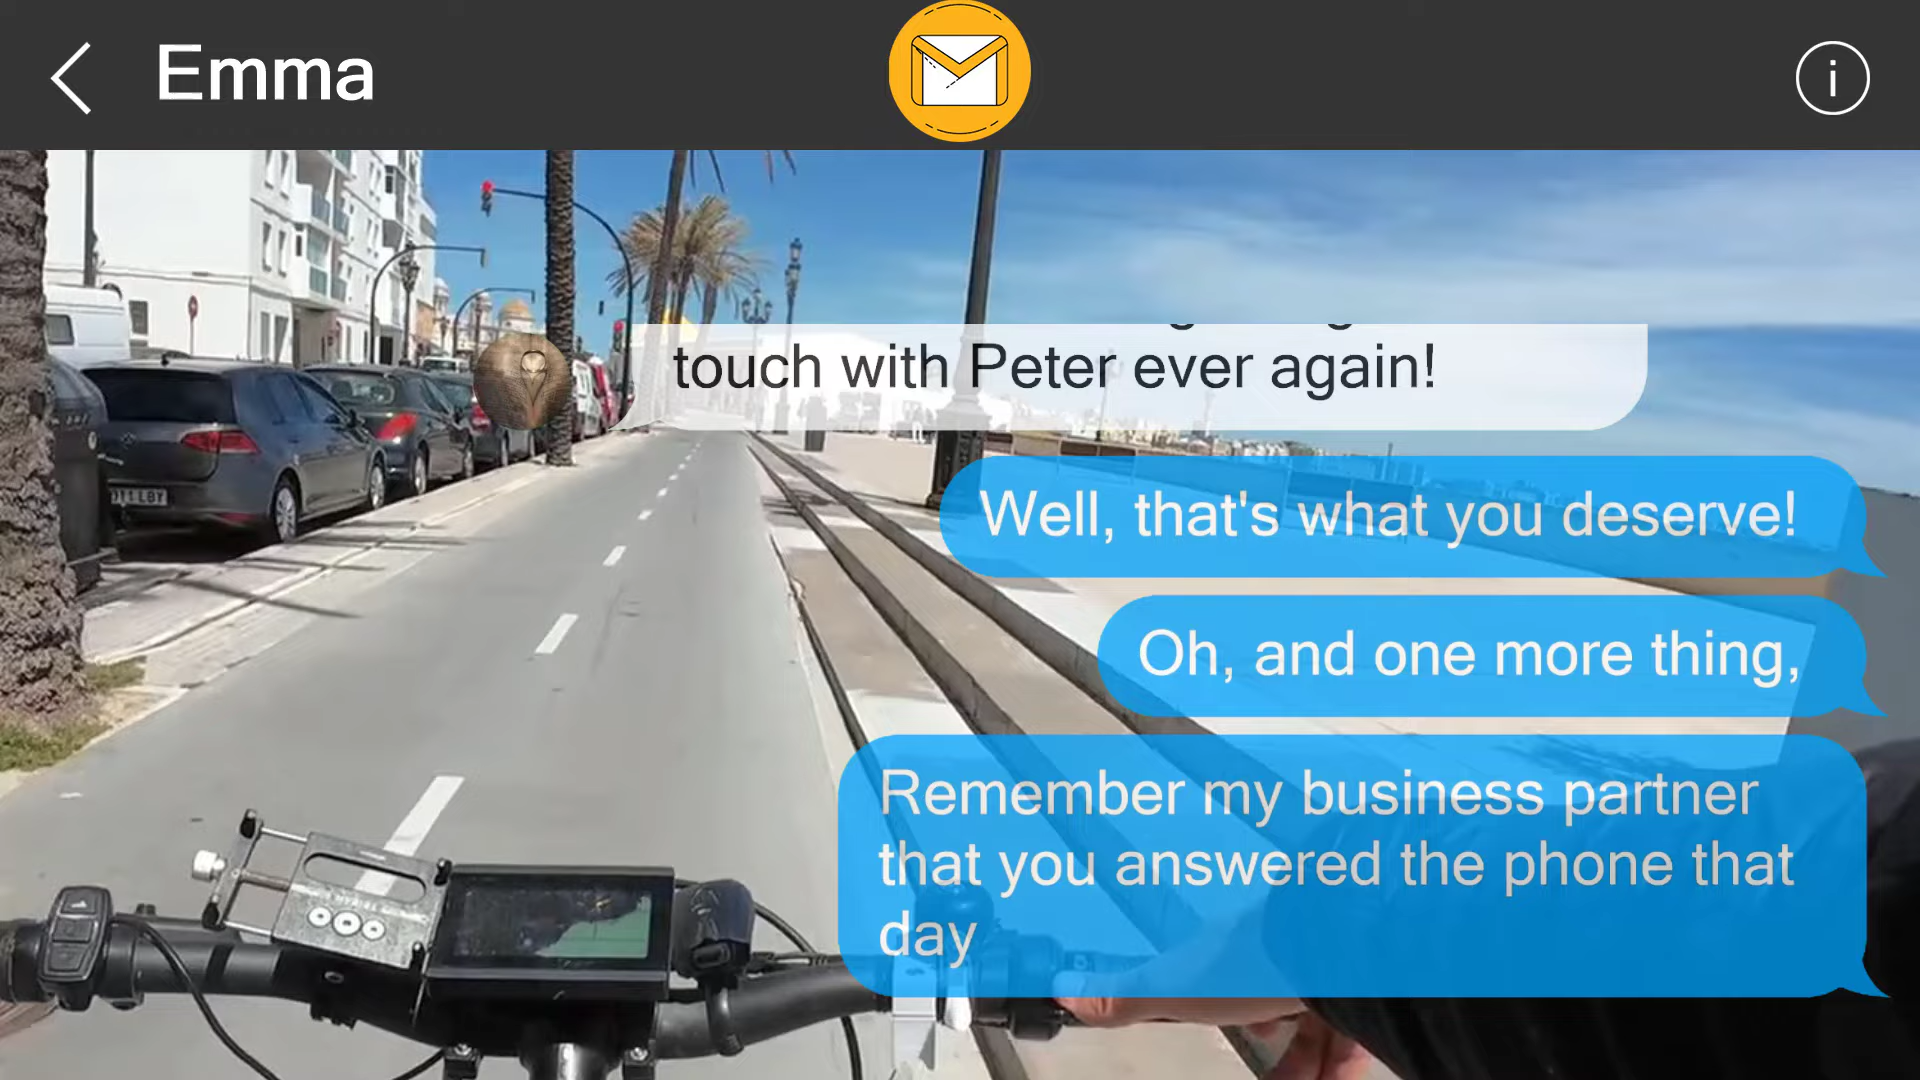 Emma
touch with Peter ever again!
Well, that's what you deserve!
Oh, and one more thing,
Remember my business partner
that you answered the phone that
day